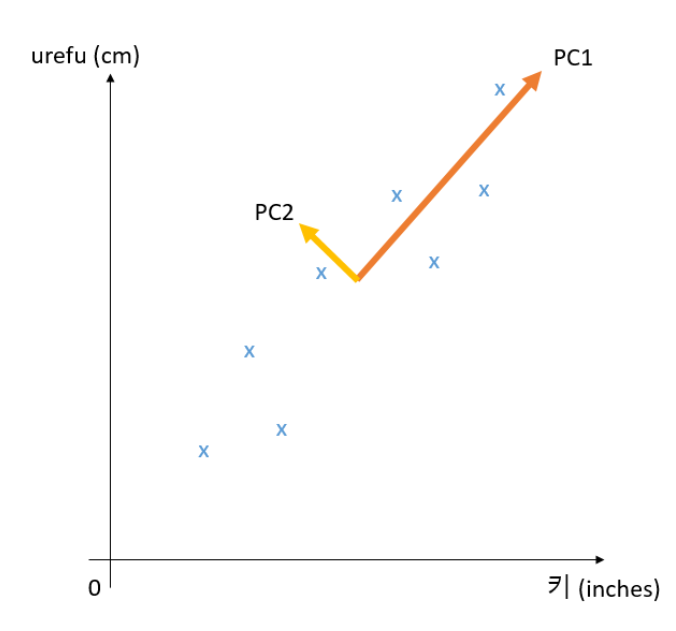 urefu (cm)
PC1
PC2
0
키 (inches)